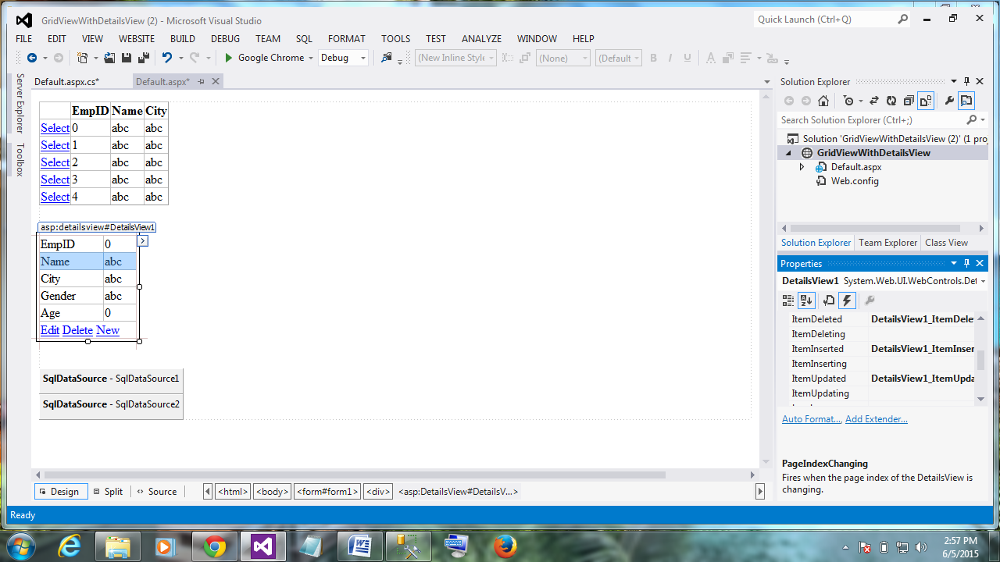 GridViewWithDetailsView (2) - Microsoft Visual Studio
Quick Launch (Ctrl+Q)
FILE EDIT VIEW WEBSITE BUILD DEBUG TEAM SQL FORMAT TOOLS TEST ANALYZE WINDOW HELP
Google Chrome Debug (New Inline Style (None) (Default B I U A
Server Explorer
Toolbox
Default.aspx.cs* Default.aspx*
EmpID Name City
Select 0 abc abc
Select 1 abc abc
Select 2 abc abc
Select 3 abc abc
Select 4 abc abc
asp:detailsview#DetailsView1
EmpID 0
Name abc
City abc
Gender abc
Age 0
Edit Delete New
SqlDataSource - SqlDataSource1
SqlDataSource - SqlDataSource2
Design Split Source <html> <body> <form#form1> <div> <asp:DetailsView#DetailsV...>
Solution Explorer
Search Solution Explorer (Ctrl+;)
Solution 'GridViewWithDetailsView (2)' (1 proj
GridViewWithDetailsView
Default.aspx
Web.config
Solution Explorer Team Explorer Class View
Properties
DetailsView1 System.Web.UI.WebControls.Det
ItemDeleted DetailsView1_ItemDele
ItemDeleting
ItemInserted DetailsView1_ItemInser
ItemInserting
ItemUpdated DetailsView1_ItemUpda
ItemUpdating
Auto Format..., Add Extender...
PageIndexChanging
Fires when the page index of the DetailsView is
changing.
Ready
2:57 PM
6/5/2015